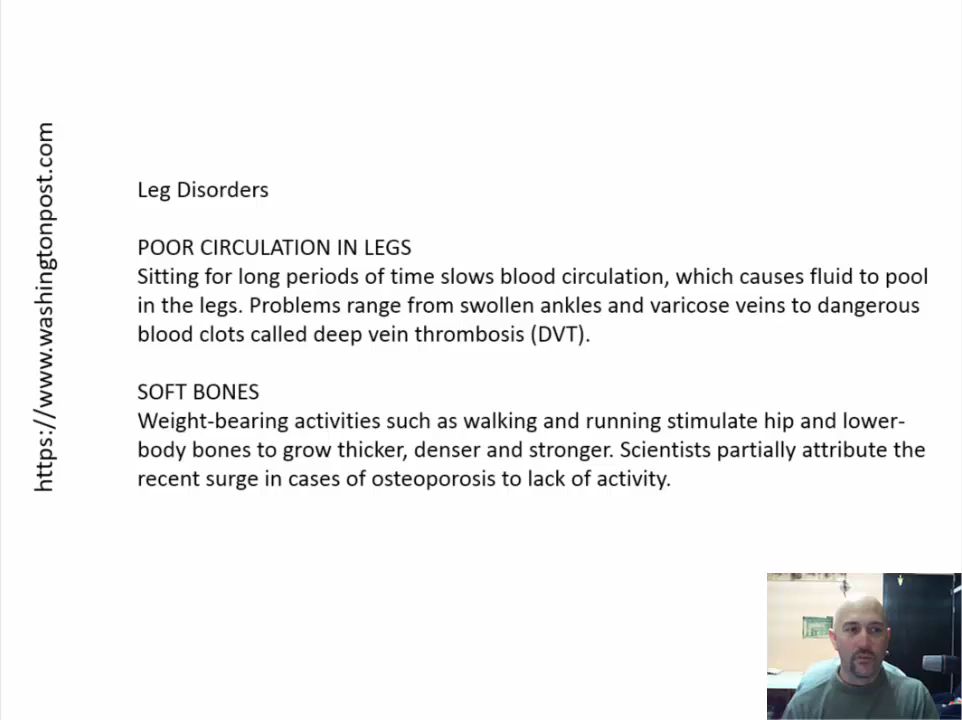 https://www.washingtonpost.com
Leg Disorders
POOR CIRCULATION IN LEGS
Sitting for long periods of time slows blood circulation, which causes fluid to pool
in the legs. Problems range from swollen ankles and varicose veins to dangerous
blood clots called deep vein thrombosis (DVT).
SOFT BONES
Weight-bearing activities such as walking and running stimulate hip and lower-
body bones to grow thicker, denser and stronger. Scientists partially attribute the
recent surge in cases of osteoporosis to lack of activity.